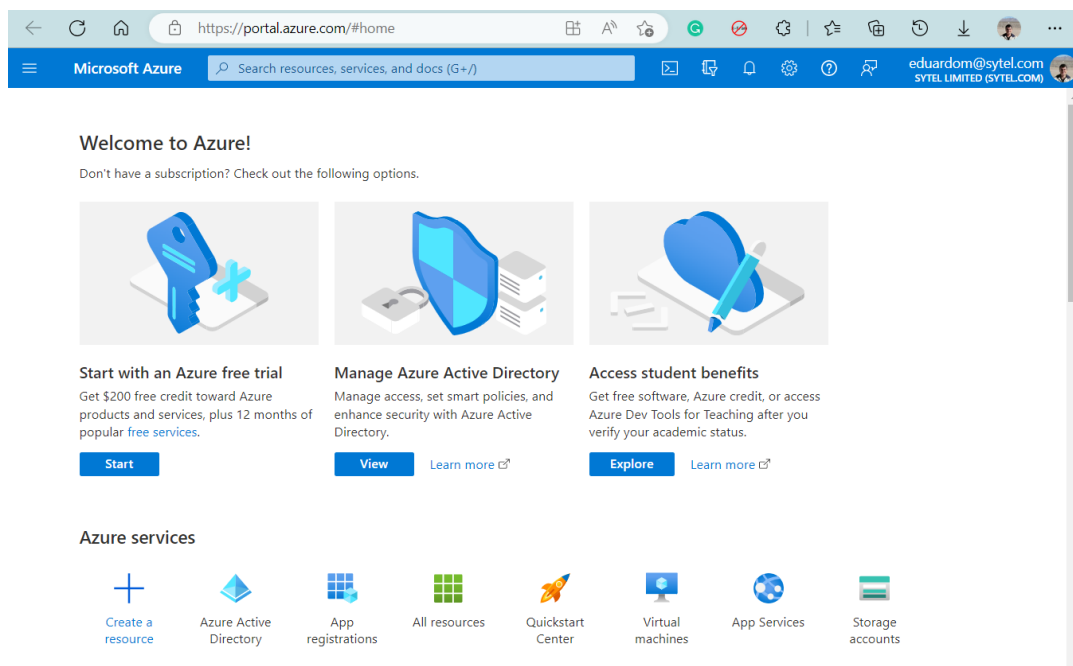 https://portal.azure.com/#home
Microsoft Azure
Search resources, services, and docs (G+/)
eduardom@sytel.com
SYTEL LIMITED (SYTEL.COM)
Welcome to Azure!
Don't have a subscription? Check out the following options.
Start with an Azure free trial
Get $200 free credit toward Azure
products and services, plus 12 months of
popular free services.
Start
Manage Azure Active Directory
Manage access, set smart policies, and
enhance security with Azure Active
Directory.
View
Learn more
Access student benefits
Get free software, Azure credit, or access
Azure Dev Tools for Teaching after you
verify your academic status.
Explore
Learn more
Azure services
Create a
resource
Azure Active
Directory
App
registrations
All resources
Quickstart
Center
Virtual
machines
App Services
Storage
accounts